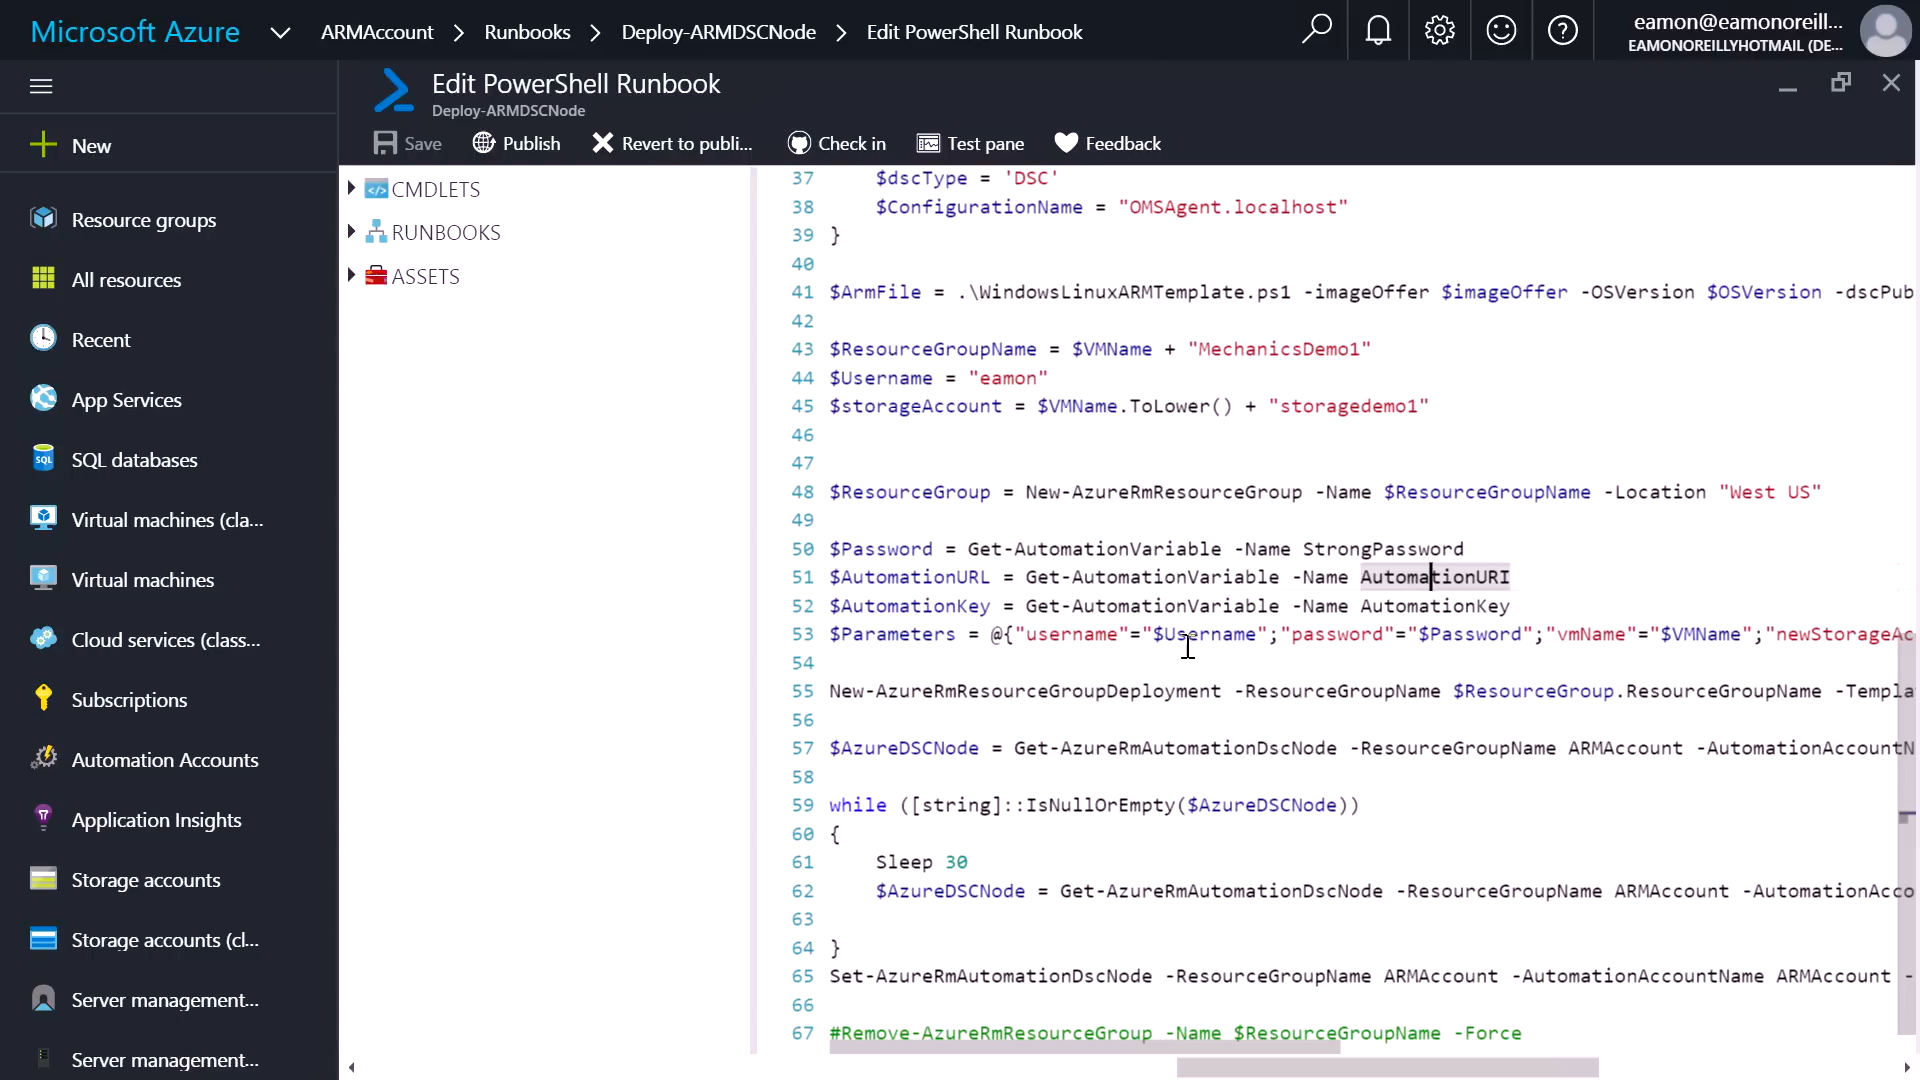 Microsoft Azure ARMAccount > Runbooks > Deploy-ARMDSCNode > Edit PowerShell Runbook
eamon@eamonoreill...
EAMONOREILLYHOTMAIL (DE...
Edit PowerShell Runbook
Deploy-ARMDSCNode
Save Publish Revert to publi... Check in Test pane Feedback
New
Resource groups
All resources
Recent
App Services
SQL databases
Virtual machines (cla...
Virtual machines
Cloud services (class...
Subscriptions
Automation Accounts
Application Insights
Storage accounts
Storage accounts (cl...
Server management...
Server management...
CMDLETS
RUNBOOKS
ASSETS
37 $dscType = 'DSC'
38 $ConfigurationName = "OMSAgent.localhost"
39 }
40
41 $ArmFile = .\WindowsLinuxARMTemplate.ps1 -imageOffer $imageOffer -OSVersion $OSVersion -dscPub
42
43 $ResourceGroupName = $VMName + "MechanicsDemo1"
44 $Username = "eamon"
45 $storageAccount = $VMName.ToLower() + "storagedemo1"
46
47
48 $ResourceGroup = New-AzureRmResourceGroup -Name $ResourceGroupName -Location "West US"
49
50 $Password = Get-AutomationVariable -Name StrongPassword
51 $AutomationURL = Get-AutomationVariable -Name AutomationURI
52 $AutomationKey = Get-AutomationVariable -Name AutomationKey
53 $Parameters = @{"username"="$Username";"password"="$Password";"vmName"="$VMName";"newStorageAc
54
55 New-AzureRmResourceGroupDeployment -ResourceGroupName $ResourceGroup.ResourceGroupName -Templa
56
57 $AzureDSCNode = Get-AzureRmAutomationDscNode -ResourceGroupName ARMAccount -AutomationAccountN
58
59 while ([string]::IsNullOrEmpty($AzureDSCNode))
60 {
61 Sleep 30
62 $AzureDSCNode = Get-AzureRmAutomationDscNode -ResourceGroupName ARMAccount -AutomationAcco
63
64 }
65 Set-AzureRmAutomationDscNode -ResourceGroupName ARMAccount -AutomationAccountName ARMAccount -
66
67 #Remove-AzureRmResourceGroup -Name $ResourceGroupName -Force